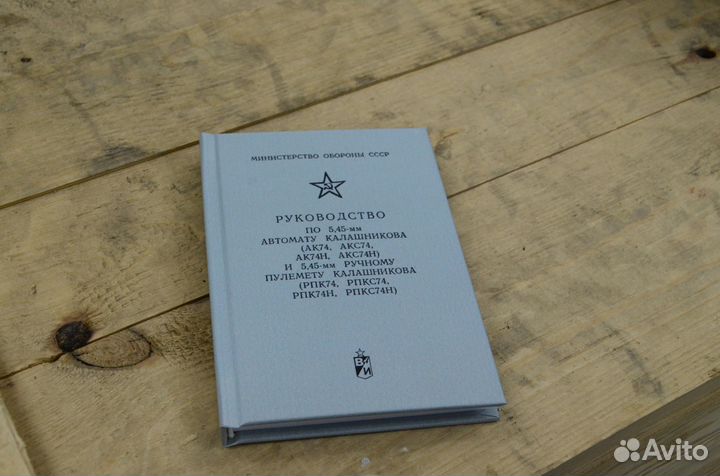 МИНИСТЕРСТВО ОБОРОНЫ СССР
РУКОВОДСТВО
ПО 5,45-мм
АВТОМАТУ КАЛАШНИКОВА
(АК74, АКС74,
АК74Н, АКС74Н)
И 5,45-мм РУЧНОМУ
ПУЛЕМЕТУ КАЛАШНИКОВА
(РПК74, РПКС74,
РПК74Н, РПКС74Н)
ВИ
Avito